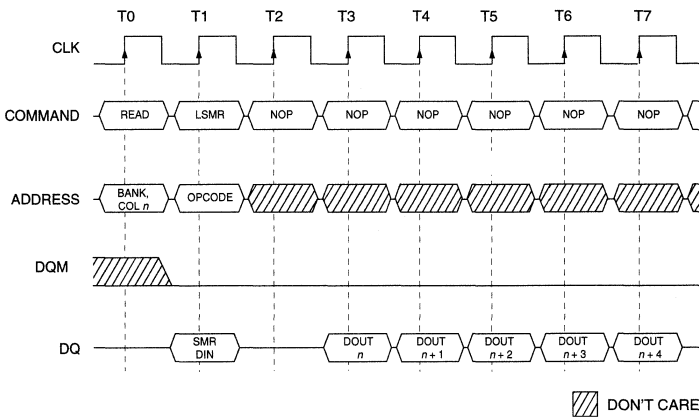 T0 T1 T2 T3 T4 T5 T6 T7
CLK
COMMAND READ LSMR NOP NOP NOP NOP NOP NOP
ADDRESS BANK, COL n OPCODE
DQM
DQ SMR DIN DOUT n DOUT n + 1 DOUT n + 2 DOUT n + 3 DOUT n + 4
DON'T CARE